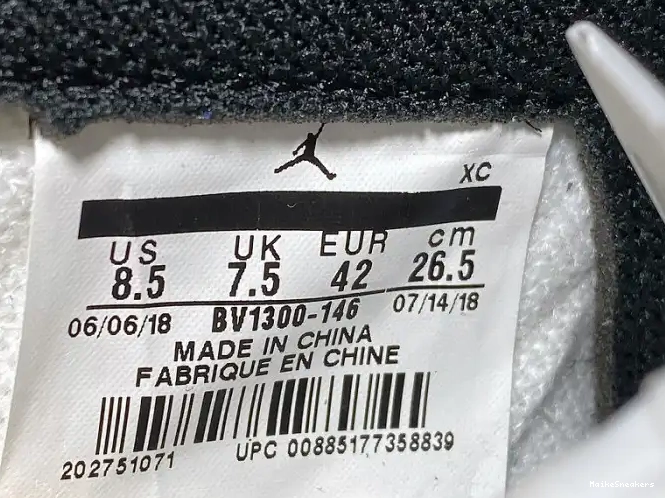 XC
US UK EUR cm
8.5 7.5 42 26.5
06/06/18 BV1300-146 07/14/18
MADE IN CHINA
FABRIQUE EN CHINE
202751071 UPC 00885177358839
MaikeSneakers